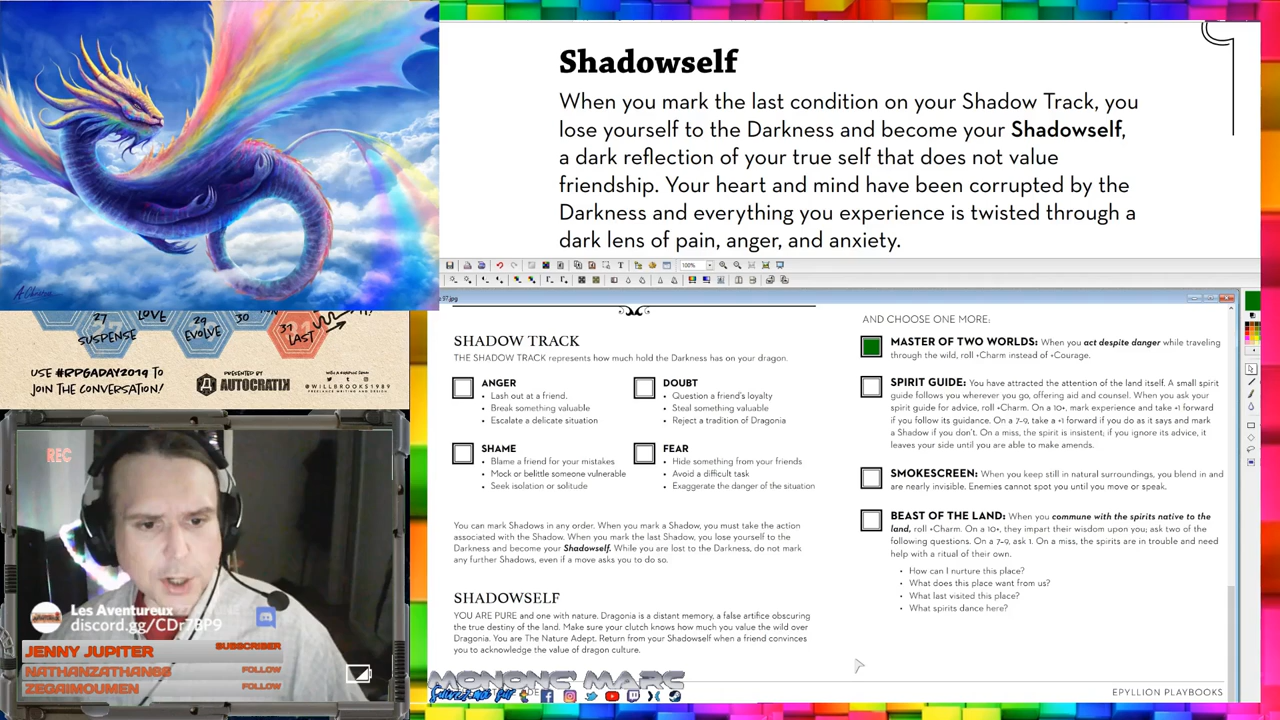 Shadowself
When you mark the last condition on your Shadow Track, you
lose yourself to the Darkness and become your Shadowself,
a dark reflection of your true self that does not value
friendship. Your heart and mind have been corrupted by the
Darkness and everything you experience is twisted through a
dark lens of pain, anger, and anxiety.
100%
97.jpg
SHADOW TRACK
THE SHADOW TRACK represents how much hold the Darkness has on your dragon.
ANGER
• Lash out at a friend.
• Break something valuable
• Escalate a delicate situation
DOUBT
• Question a friend's loyalty
• Steal something valuable
• Reject a tradition of Dragonia
SHAME
• Blame a friend for your mistakes
• Mock or belittle someone vulnerable
• Seek isolation or solitude
FEAR
• Hide something from your friends
• Avoid a difficult task
• Exaggerate the danger of the situation
You can mark Shadows in any order. When you mark a Shadow, you must take the action
associated with the Shadow. When you mark the last Shadow, you lose yourself to the
Darkness and become your Shadowself. While you are lost to the Darkness, do not mark
any further Shadows, even if a move asks you to do so.
SHADOWSELF
YOU ARE PURE and one with nature. Dragonia is a distant memory, a false artifice obscuring
the true destiny of the land. Make sure your clutch knows how much you value the wild over
Dragonia. You are The Nature Adept. Return from your Shadowself when a friend convinces
you to acknowledge the value of dragon culture.
AND CHOOSE ONE MORE:
MASTER OF TWO WORLDS: When you act despite danger while traveling
through the wild, roll +Charm instead of +Courage.
SPIRIT GUIDE: You have attracted the attention of the land itself. A small spirit
guide follows you wherever you go, offering aid and counsel. When you ask your
spirit guide for advice, roll +Charm. On a 10+, mark experience and take +1 forward
if you follow its guidance. On a 7-9, take a +1 forward if you do as it says and mark
a Shadow if you don't. On a miss, the spirit is insistent; if you ignore its advice, it
leaves your side until you are able to make amends.
SMOKESCREEN: When you keep still in natural surroundings, you blend in and
are nearly invisible. Enemies cannot spot you until you move or speak.
BEAST OF THE LAND: When you commune with the spirits native to the
land, roll +Charm. On a 10+, they impart their wisdom upon you; ask two of the
following questions. On a 7-9, ask 1. On a miss, the spirits are in trouble and need
help with a ritual of their own.
• How can I nurture this place?
• What does this place want from us?
• What last visited this place?
• What spirits dance here?
EPYLLION PLAYBOOKS
MONONC' MARC
27
SUSPENSE
LOVE
29
EVOLVE
30
31
LAST
USE #RPGADAY2019 TO
JOIN THE CONVERSATION!
PRESENTED BY
AUTOCRATIK
@WILLBROOKS1989
REC
Les Aventureux
discord.gg/CDrZ8P9
JENNY JUPITER SUBSCRIBER
NATHANZATHAN86 FOLLOW
ZEGAIMOUMEN FOLLOW